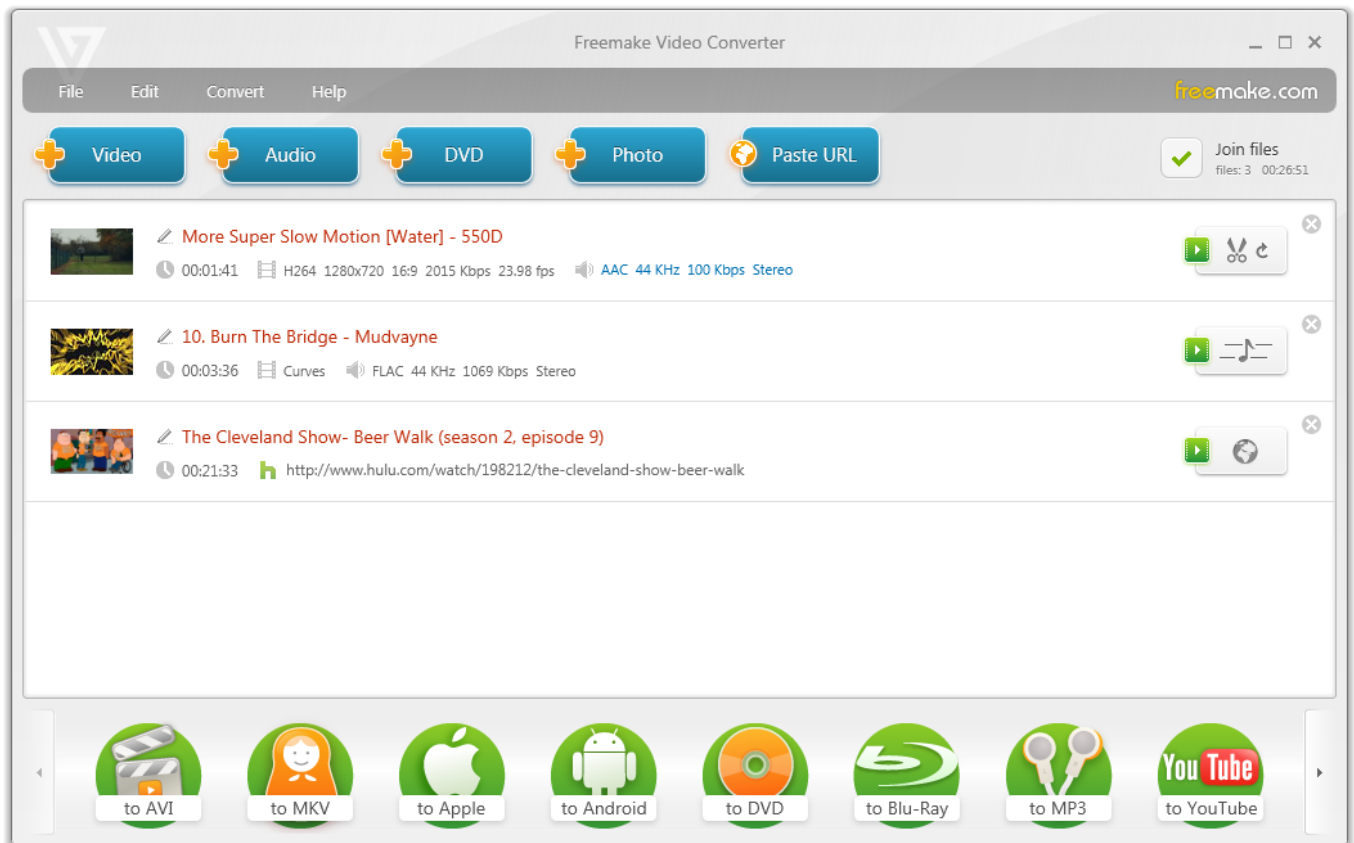 Freemake Video Converter
File Edit Convert Help freemake.com
Video Audio DVD Photo Paste URL Join files
files: 3 00:26:51
More Super Slow Motion [Water] - 550D
00:01:41 H264 1280x720 16:9 2015 Kbps 23.98 fps AAC 44 KHz 100 Kbps Stereo
10. Burn The Bridge - Mudvayne
00:03:36 Curves FLAC 44 KHz 1069 Kbps Stereo
The Cleveland Show- Beer Walk (season 2, episode 9)
00:21:33 h http://www.hulu.com/watch/198212/the-cleveland-show-beer-walk
You Tube
to AVI to MKV to Apple to Android to DVD to Blu-Ray to MP3 to YouTube